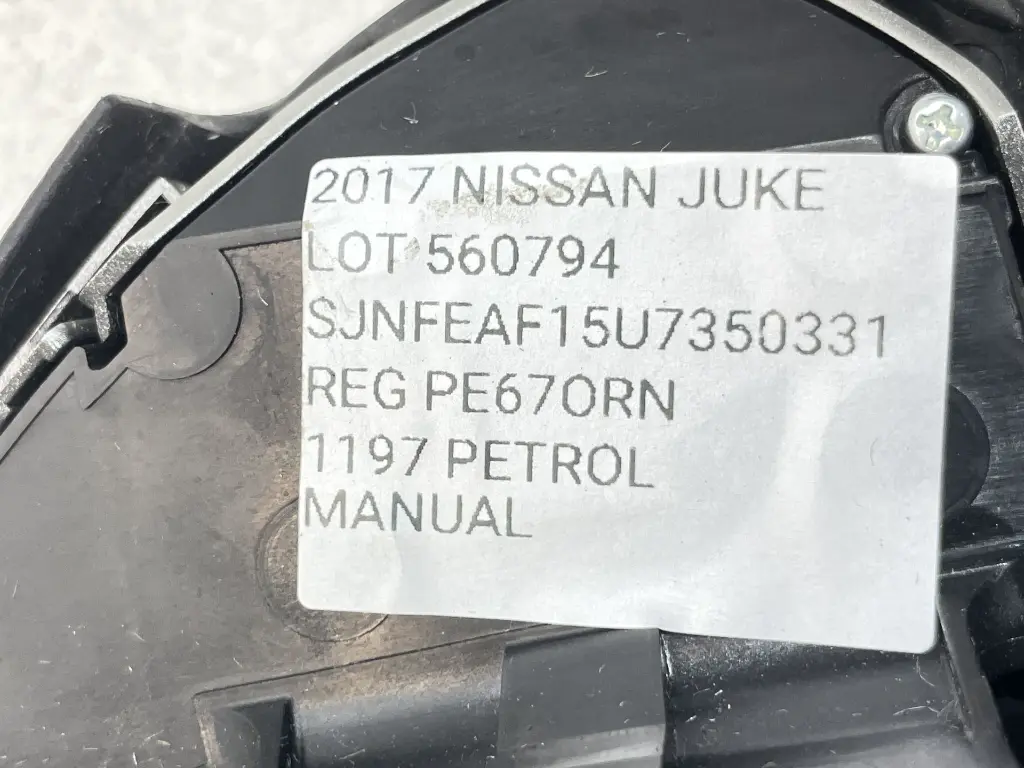 2017 NISSAN JUKE
LOT 560794
SJNFEAF15U7350331
REG PE67ORN
1197 PETROL
MANUAL